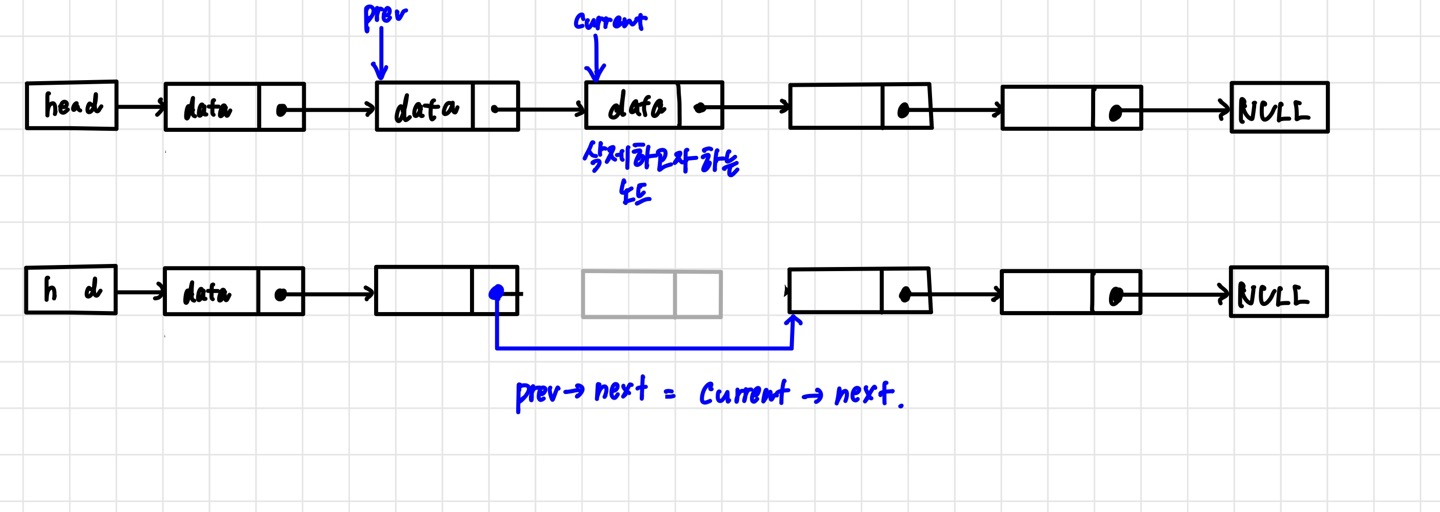 prev current
head data data data NULL
삭제하고자 하는
노드
h d data NULL
prev→next = Current→next.